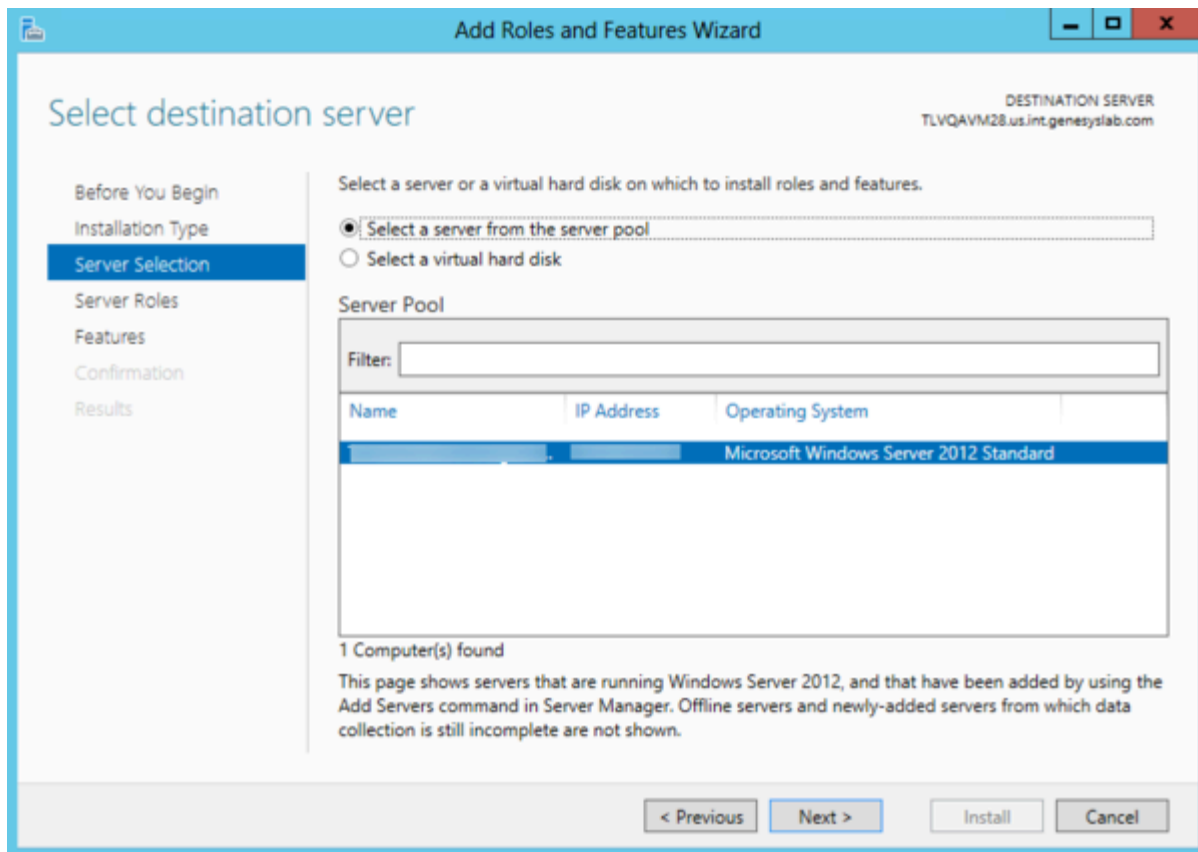 Add Roles and Features Wizard
Select destination server
DESTINATION SERVER
TLVQAVM28.us.int.genesyslab.com
Before You Begin
Installation Type
Server Selection
Server Roles
Features
Confirmation
Results
Select a server or a virtual hard disk on which to install roles and features.
Select a server from the server pool
Select a virtual hard disk
Server Pool
Filter:
Name IP Address Operating System
Microsoft Windows Server 2012 Standard
1 Computer(s) found
This page shows servers that are running Windows Server 2012, and that have been added by using the
Add Servers command in Server Manager. Offline servers and newly-added servers from which data
collection is still incomplete are not shown.
< Previous Next > Install Cancel